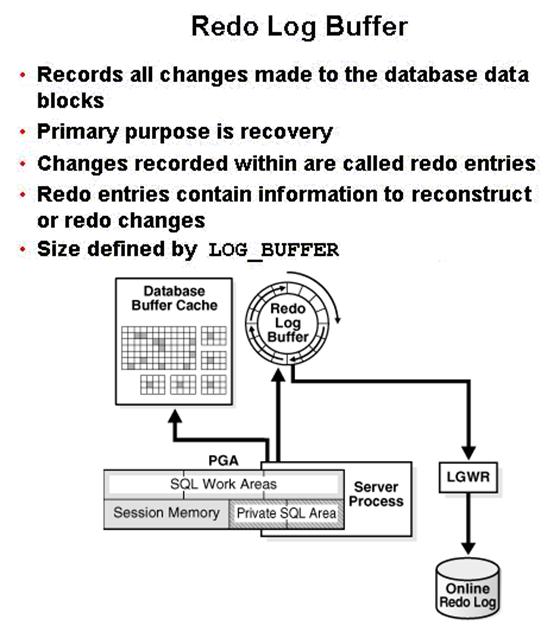 Redo Log Buffer
• Records all changes made to the database data
blocks
• Primary purpose is recovery
• Changes recorded within are called redo entries
• Redo entries contain information to reconstruct
or redo changes
• Size defined by LOG_BUFFER
Database
Buffer Cache
Redo
Log
Buffer
PGA
SQL Work Areas
Session Memory
Private SQL Area
Server
Process
LGWR
Online
Redo Log